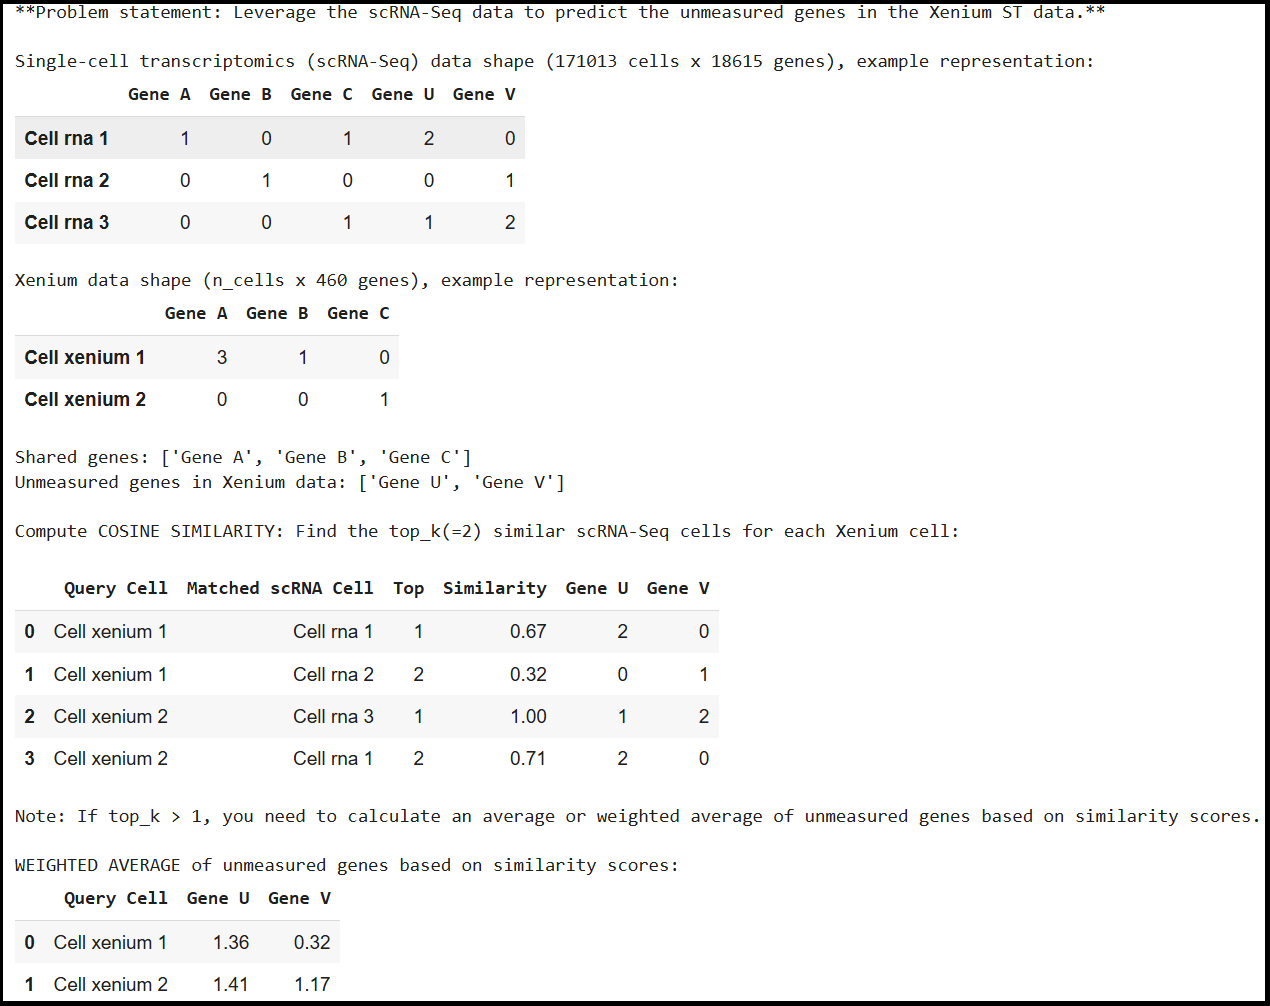 **Problem statement: Leverage the scRNA-Seq data to predict the unmeasured genes in the Xenium ST data.**
Single-cell transcriptomics (scRNA-Seq) data shape (171013 cells x 18615 genes), example representation:
Gene A Gene B Gene C Gene U Gene V
Cell rna 1 1 0 1 2 0
Cell rna 2 0 1 0 0 1
Cell rna 3 0 0 1 1 2
Xenium data shape (n_cells x 460 genes), example representation:
Gene A Gene B Gene C
Cell xenium 1 3 1 0
Cell xenium 2 0 0 1
Shared genes: ['Gene A', 'Gene B', 'Gene C']
Unmeasured genes in Xenium data: ['Gene U', 'Gene V']
Compute COSINE SIMILARITY: Find the top_k(=2) similar scRNA-Seq cells for each Xenium cell:
Query Cell Matched scRNA Cell Top Similarity Gene U Gene V
0 Cell xenium 1 Cell rna 1 1 0.67 2 0
1 Cell xenium 1 Cell rna 2 2 0.32 0 1
2 Cell xenium 2 Cell rna 3 1 1.00 1 2
3 Cell xenium 2 Cell rna 1 2 0.71 2 0
Note: If top_k > 1, you need to calculate an average or weighted average of unmeasured genes based on similarity scores.
WEIGHTED AVERAGE of unmeasured genes based on similarity scores:
Query Cell Gene U Gene V
0 Cell xenium 1 1.36 0.32
1 Cell xenium 2 1.41 1.17